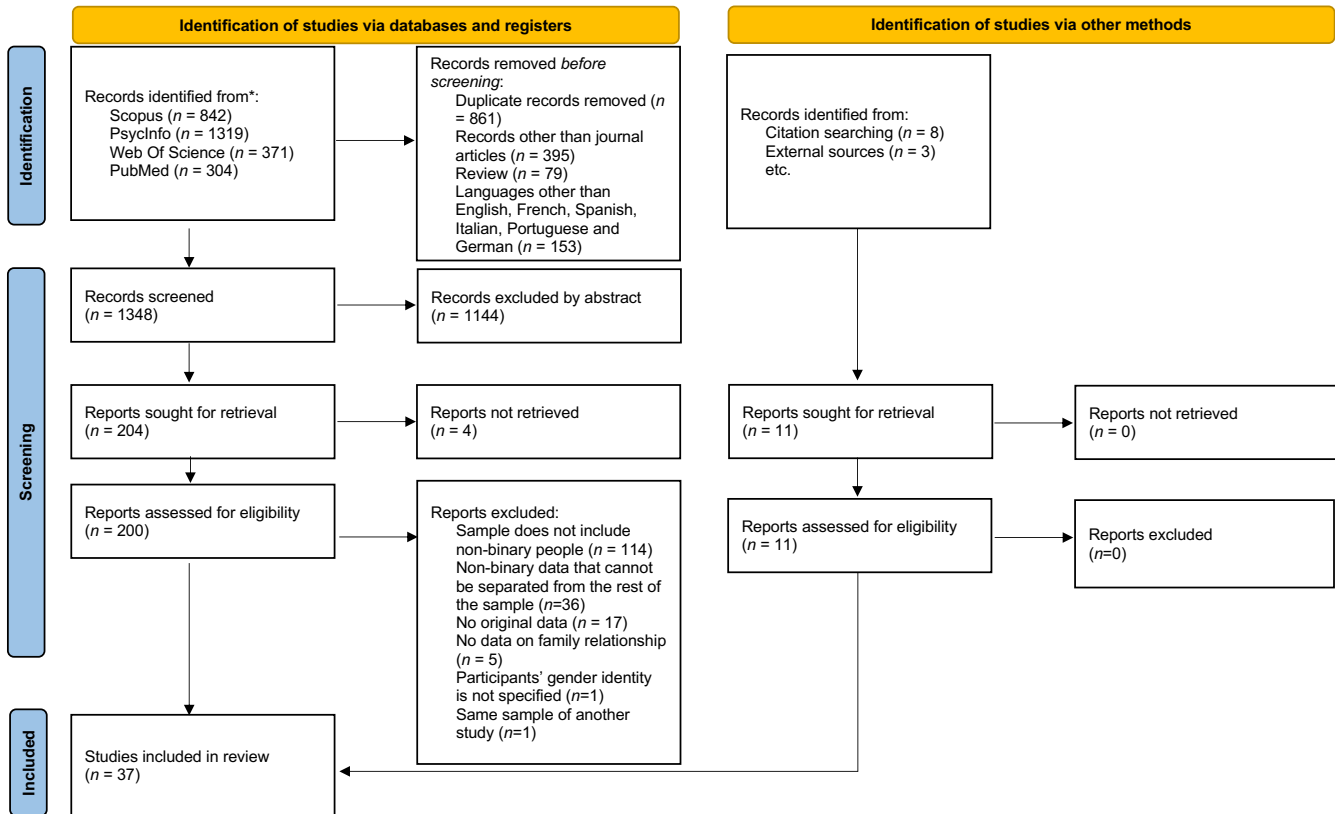 Identification of studies via databases and registers
Identification of studies via other methods
Identification
Records identified from*:
Scopus (n = 842)
PsycInfo (n = 1319)
Web Of Science (n = 371)
PubMed (n = 304)
Records removed before
screening:
Duplicate records removed (n
= 861)
Records other than journal
articles (n = 395)
Review (n = 79)
Languages other than
English, French, Spanish,
Italian, Portuguese and
German (n = 153)
Records identified from:
Citation searching (n = 8)
External sources (n = 3)
etc.
Screening
Records screened
(n = 1348)
Records excluded by abstract
(n = 1144)
Reports sought for retrieval
(n = 204)
Reports not retrieved
(n = 4)
Reports sought for retrieval
(n = 11)
Reports not retrieved
(n = 0)
Reports assessed for eligibility
(n = 200)
Reports excluded:
Sample does not include
non-binary people (n = 114)
Non-binary data that cannot
be separated from the rest of
the sample (n=36)
No original data (n = 17)
No data on family relationship
(n = 5)
Participants’ gender identity
is not specified (n=1)
Same sample of another
study (n=1)
Reports assessed for eligibility
(n = 11)
Reports excluded
(n=0)
Included
Studies included in review
(n = 37)